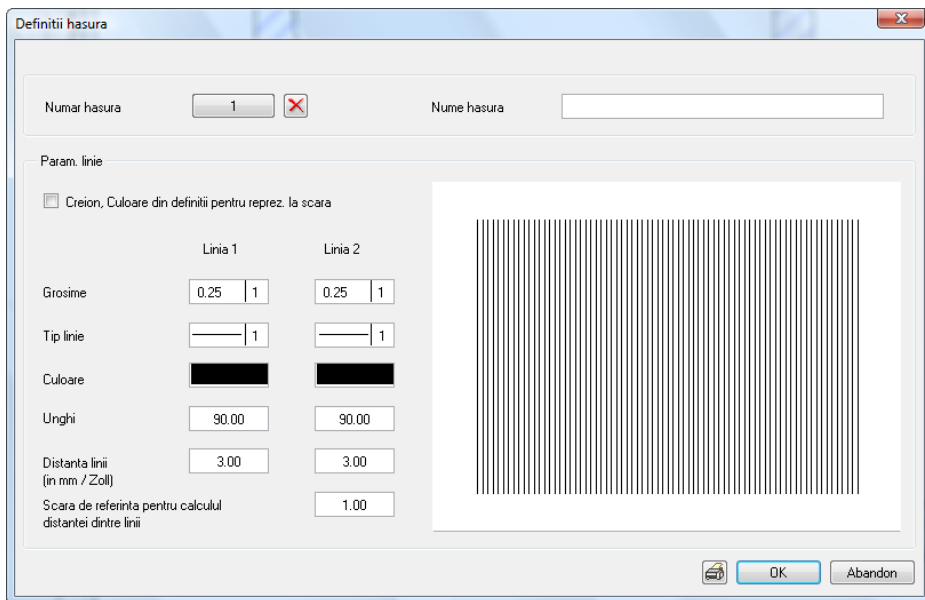 Definitii hasura
Numar hasura 1 Nume hasura
Param. linie
Creion, Culoare din definitii pentru reprez. la scara
Linia 1 Linia 2
Grosime 0.25 1 0.25 1
Tip linie 1 1
Culoare
Unghi 90.00 90.00
Distanta linii 3.00 3.00
(in mm / Zoll)
Scara de referinta pentru calculul 1.00
distantei dintre linii
OK Abandon